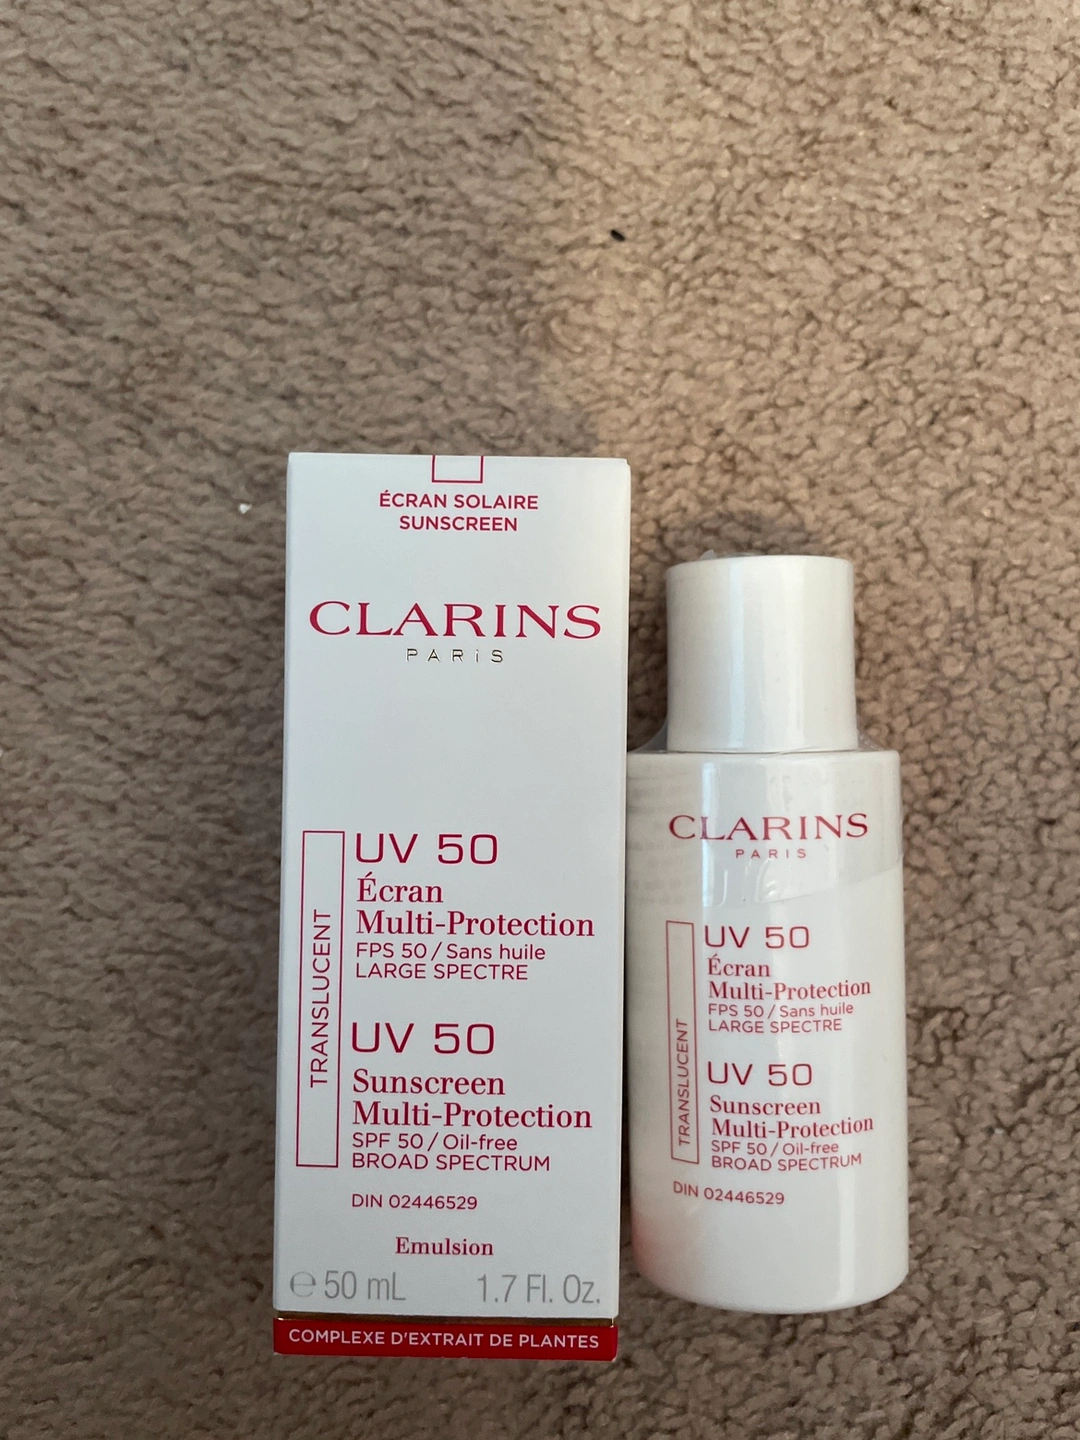 ÉCRAN SOLAIRE
SUNSCREEN
CLARINS
PARiS
TRANSLUCENT
UV 50
Écran
Multi-Protection
FPS 50 / Sans huile
LARGE SPECTRE
UV 50
Sunscreen
Multi-Protection
SPF 50 / Oil-free
BROAD SPECTRUM
DIN 02446529
Emulsion
℮ 50 mL 1.7 Fl. Oz.
COMPLEXE D'EXTRAIT DE PLANTES
CLARINS
PARIS
TRANSLUCENT
UV 50
Écran
Multi-Protection
FPS 50 / Sans huile
LARGE SPECTRE
UV 50
Sunscreen
Multi-Protection
SPF 50 / Oil-free
BROAD SPECTRUM
DIN 02446529